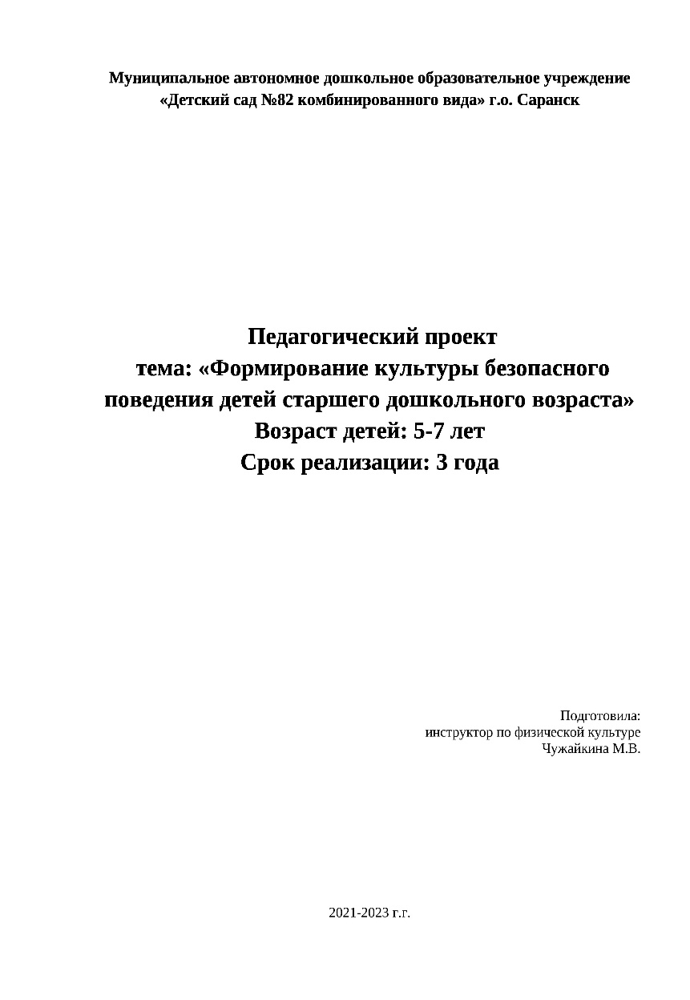 Муниципальное автономное дошкольное образовательное учреждение
«Детский сад №82 комбинированного вида» г.о. Саранск
Педагогический проект
тема: «Формирование культуры безопасного
поведения детей старшего дошкольного возраста»
Возраст детей: 5-7 лет
Срок реализации: 3 года
Подготовила:
инструктор по физической культуре
Чужайкина М.В.
2021-2023 г.г.